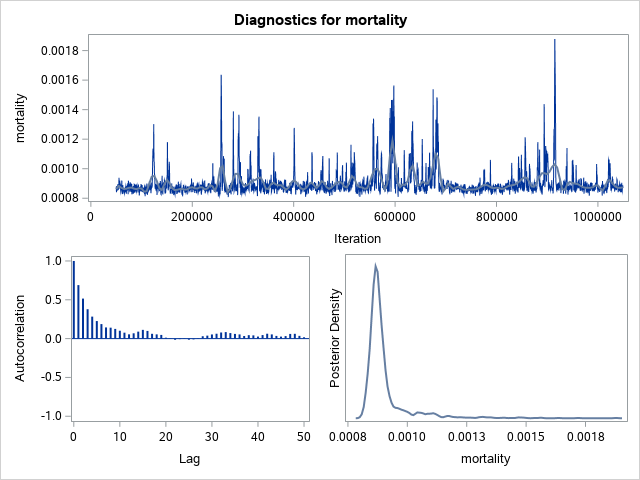 Diagnostics for mortality
mortality
0.0018
0.0016
0.0014
0.0012
0.0010
0.0008
0 200000 400000 600000 800000 1000000
Iteration
Autocorrelation
1.0
0.5
0.0
-0.5
-1.0
0 10 20 30 40 50
Lag
Posterior Density
0.0008 0.0010 0.0013 0.0015 0.0018
mortality